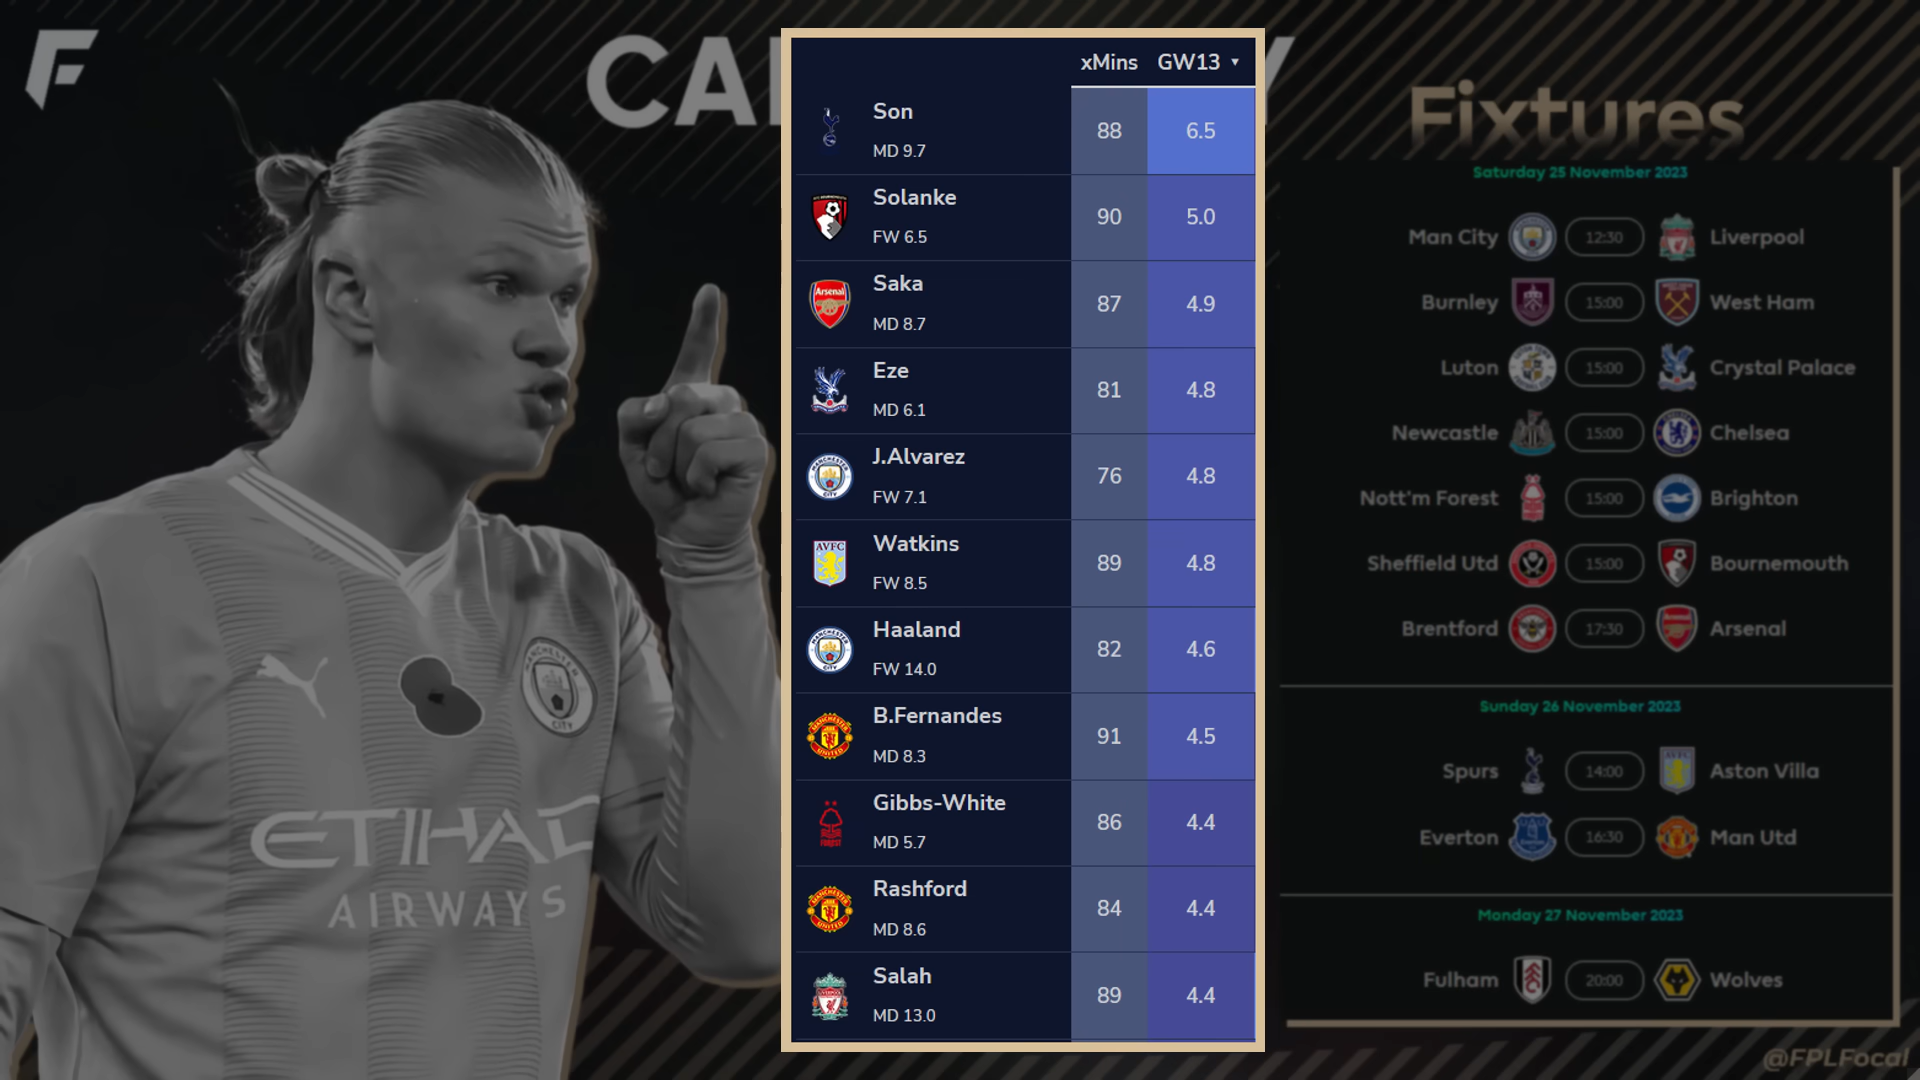 CA
xMins GW13 ▼
Son
MD 9.7
88 6.5
Solanke
FW 6.5
90 5.0
Saka
MD 8.7
87 4.9
Eze
MD 6.1
81 4.8
J.Alvarez
FW 7.1
76 4.8
Watkins
FW 8.5
89 4.8
Haaland
FW 14.0
82 4.6
B.Fernandes
MD 8.3
91 4.5
Gibbs-White
MD 5.7
86 4.4
Rashford
MD 8.6
84 4.4
Salah
MD 13.0
89 4.4
Fixtures
Saturday 25 November 2023
Man City 12:30 Liverpool
Burnley 15:00 West Ham
Luton 15:00 Crystal Palace
Newcastle 15:00 Chelsea
Nott'm Forest 15:00 Brighton
Sheffield Utd 15:00 Bournemouth
Brentford 17:30 Arsenal
Sunday 26 November 2023
Spurs 14:00 Aston Villa
Everton 16:30 Man Utd
Monday 27 November 2023
Fulham 20:00 Wolves
@FPLFocal
ETIHAD
AIRWAYS
MANCHESTER
CITY
Arsenal
AVFC